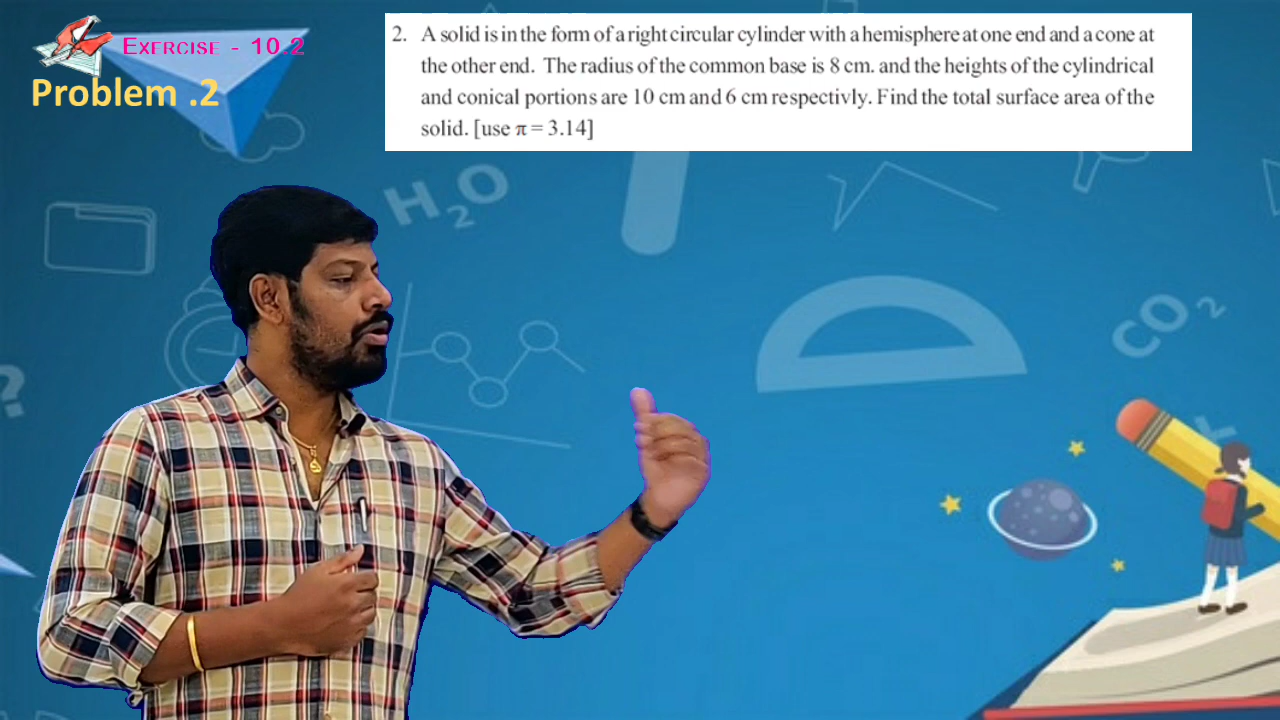 EXERCISE - 10.2
Problem .2
2. A solid is in the form of a right circular cylinder with a hemisphere at one end and a cone at
the other end. The radius of the common base is 8 cm. and the heights of the cylindrical
and conical portions are 10 cm and 6 cm respectivly. Find the total surface area of the
solid. [use π = 3.14]
H₂O
CO₂
?